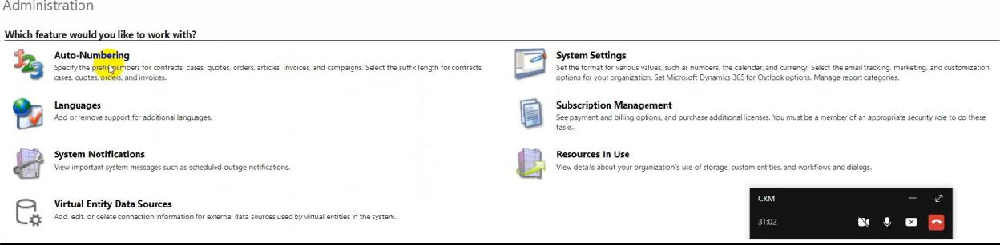 Administration
Which feature would you like to work with?
Auto-Numbering
Specify the prefix numbers for contracts, cases, quotes, orders, articles, invoices, and campaigns. Select the suffix length for contracts,
cases, quotes, orders, and invoices.
Languages
Add or remove support for additional languages.
System Notifications
View important system messages such as scheduled outage notifications.
Virtual Entity Data Sources
Add, edit, or delete connection information for external data sources used by virtual entities in the system.
System Settings
Set the format for various values, such as numbers, the calendar, and currency. Select the email tracking, marketing, and customization
options for your organization. Set Microsoft Dynamics 365 for Outlook options. Manage report categories.
Subscription Management
See payment and billing options, and purchase additional licenses. You must be a member of an appropriate security role to do these
tasks.
Resources In Use
View details about your organization's use of storage, custom entities, and workflows and dialogs.
CRM
31:02